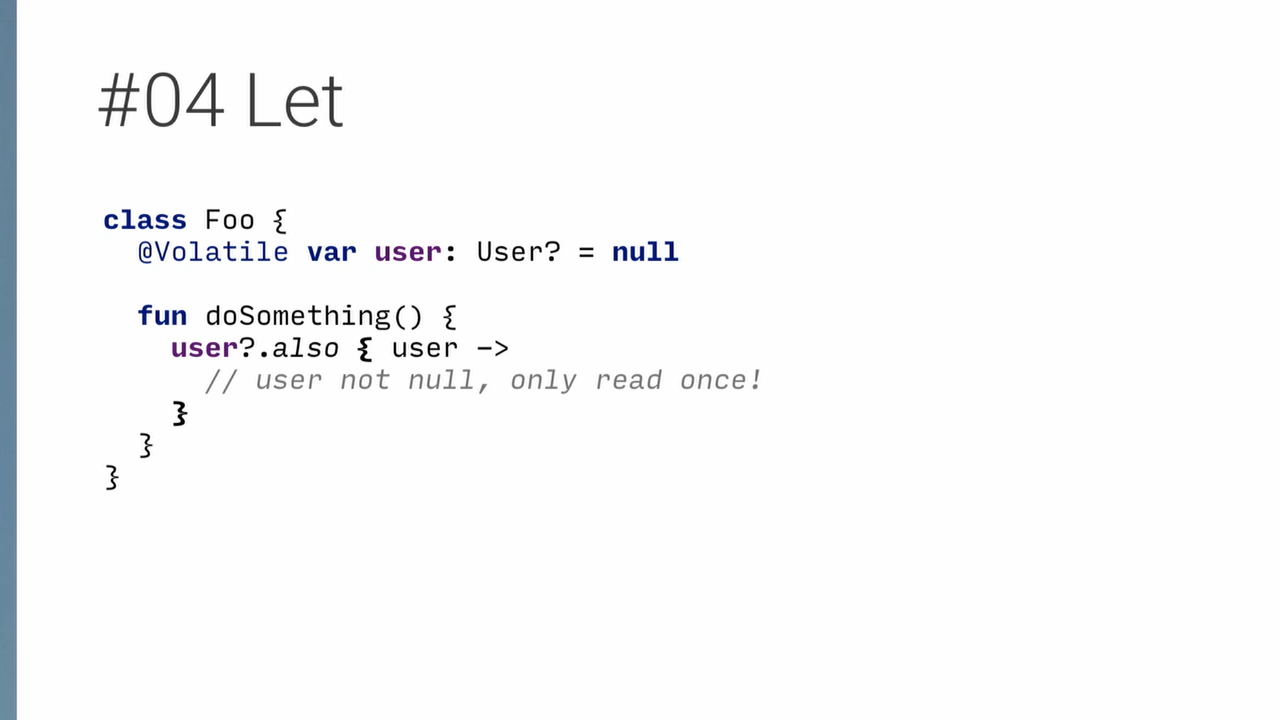 #04 Let
class Foo {
@Volatile var user: User? = null
fun doSomething() {
user?.also { user ->
// user not null, only read once!
}
}
}